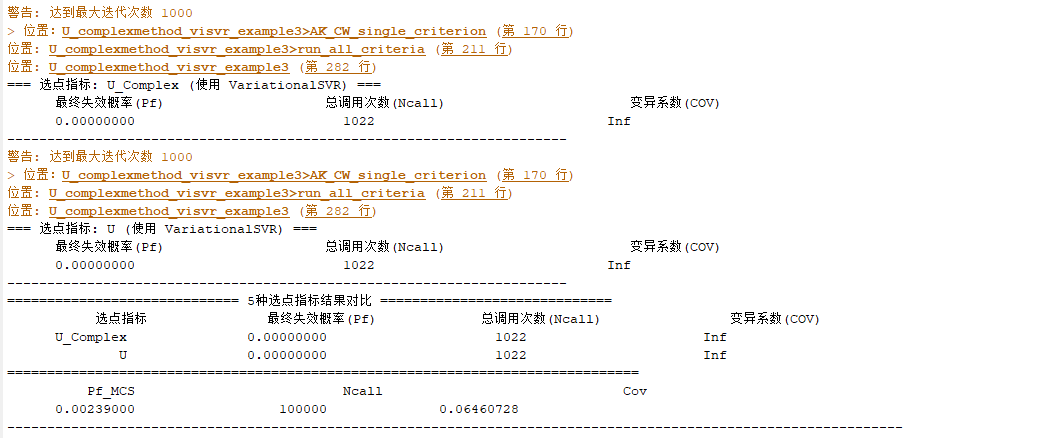 警告: 达到最大迭代次数 1000
> 位置: U_complexmethod_visvr_example3>AK_CW_single_criterion (第 170 行)
位置: U_complexmethod_visvr_example3>run_all_criteria (第 211 行)
位置: U_complexmethod_visvr_example3 (第 282 行)
=== 选点指标: U_Complex (使用 VariationalSVR) ===
最终失效概率(Pf) 总调用次数(Ncall) 变异系数(COV)
0.00000000 1022 Inf
----------------------------------------------------------------------
警告: 达到最大迭代次数 1000
> 位置: U_complexmethod_visvr_example3>AK_CW_single_criterion (第 170 行)
位置: U_complexmethod_visvr_example3>run_all_criteria (第 211 行)
位置: U_complexmethod_visvr_example3 (第 282 行)
=== 选点指标: U (使用 VariationalSVR) ===
最终失效概率(Pf) 总调用次数(Ncall) 变异系数(COV)
0.00000000 1022 Inf
----------------------------------------------------------------------
============================= 5种选点指标结果对比 =============================
选点指标 最终失效概率(Pf) 总调用次数(Ncall) 变异系数(COV)
U_Complex 0.00000000 1022 Inf
U 0.00000000 1022 Inf
===============================================================================
Pf_MCS Ncall Cov
0.00239000 100000 0.06460728
----------------------------------------------------------------------------------------------------------------